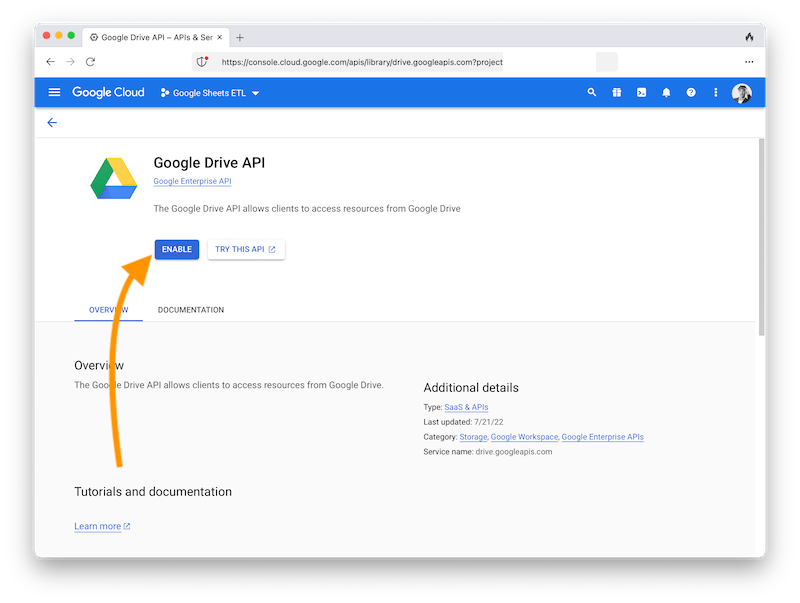 Google Drive API – APIs & Ser
https://console.cloud.google.com/apis/library/drive.googleapis.com?project
Google Cloud Google Sheets ETL
Google Drive API
Google Enterprise API
The Google Drive API allows clients to access resources from Google Drive
ENABLE TRY THIS API
OVERVIEW DOCUMENTATION
Overview
The Google Drive API allows clients to access resources from Google Drive.
Additional details
Type: SaaS & APIs
Last updated: 7/21/22
Category: Storage, Google Workspace, Google Enterprise APIs
Service name: drive.googleapis.com
Tutorials and documentation
Learn more